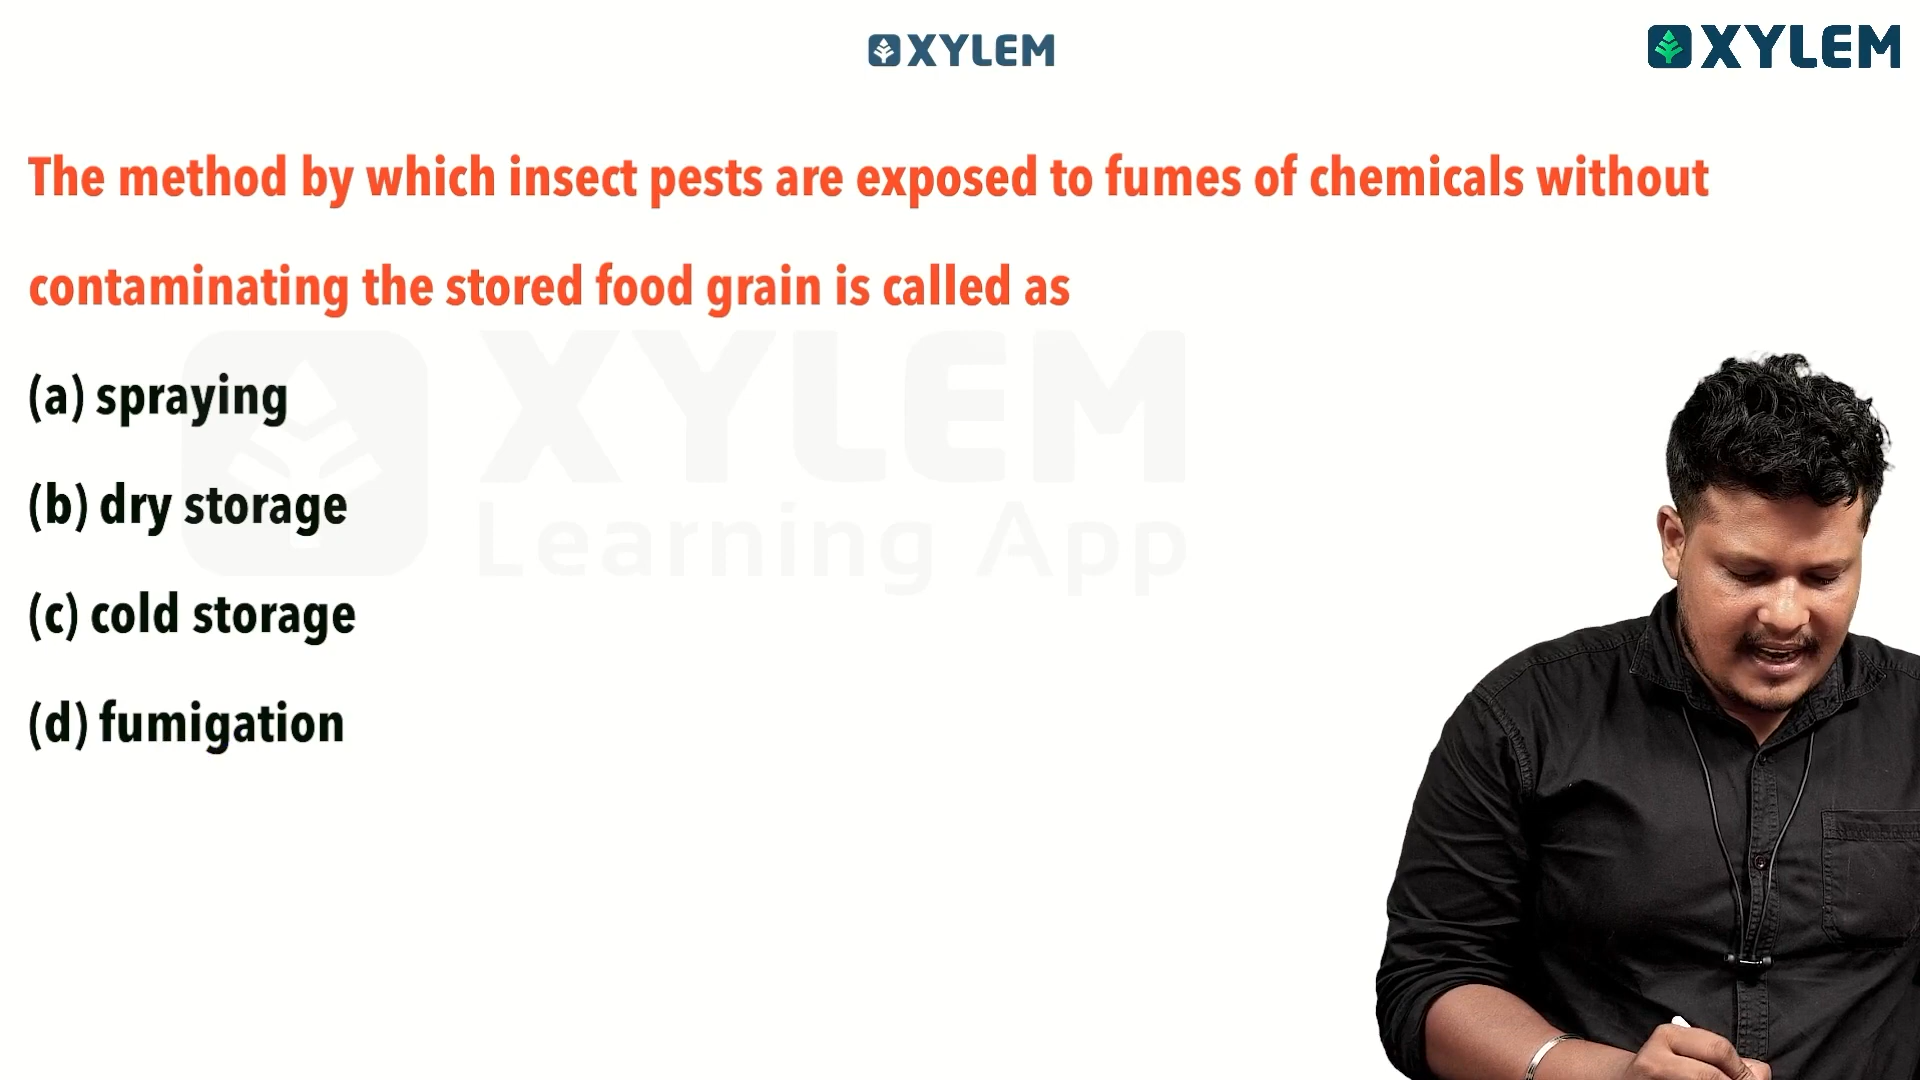 XYLEM
XYLEM
The method by which insect pests are exposed to fumes of chemicals without
contaminating the stored food grain is called as
XYLEM
Learning App
(a) spraying
(b) dry storage
(c) cold storage
(d) fumigation